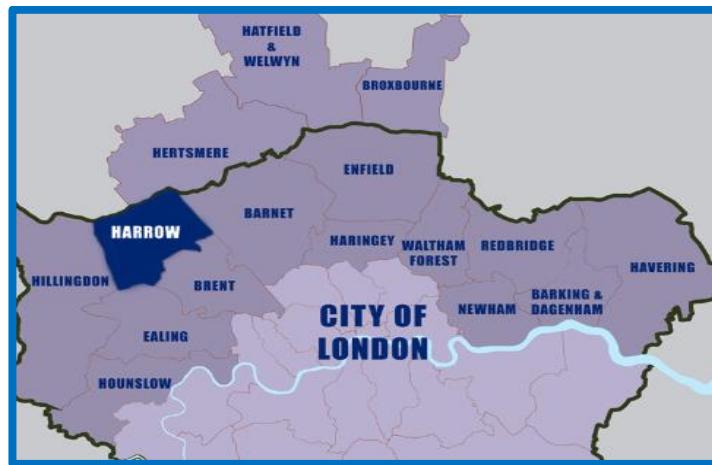 HATFIELD
&
WELWYN
BROXBOURNE
HERTSMERE
ENFIELD
BARNET
HARROW
HARINGEY
WALTHAM
FOREST
REDBRIDGE
HAVERING
HILLINGDON
BRENT
NEWHAM
BARKING &
DAGENHAM
CITY OF
LONDON
EALING
HOUNSLOW